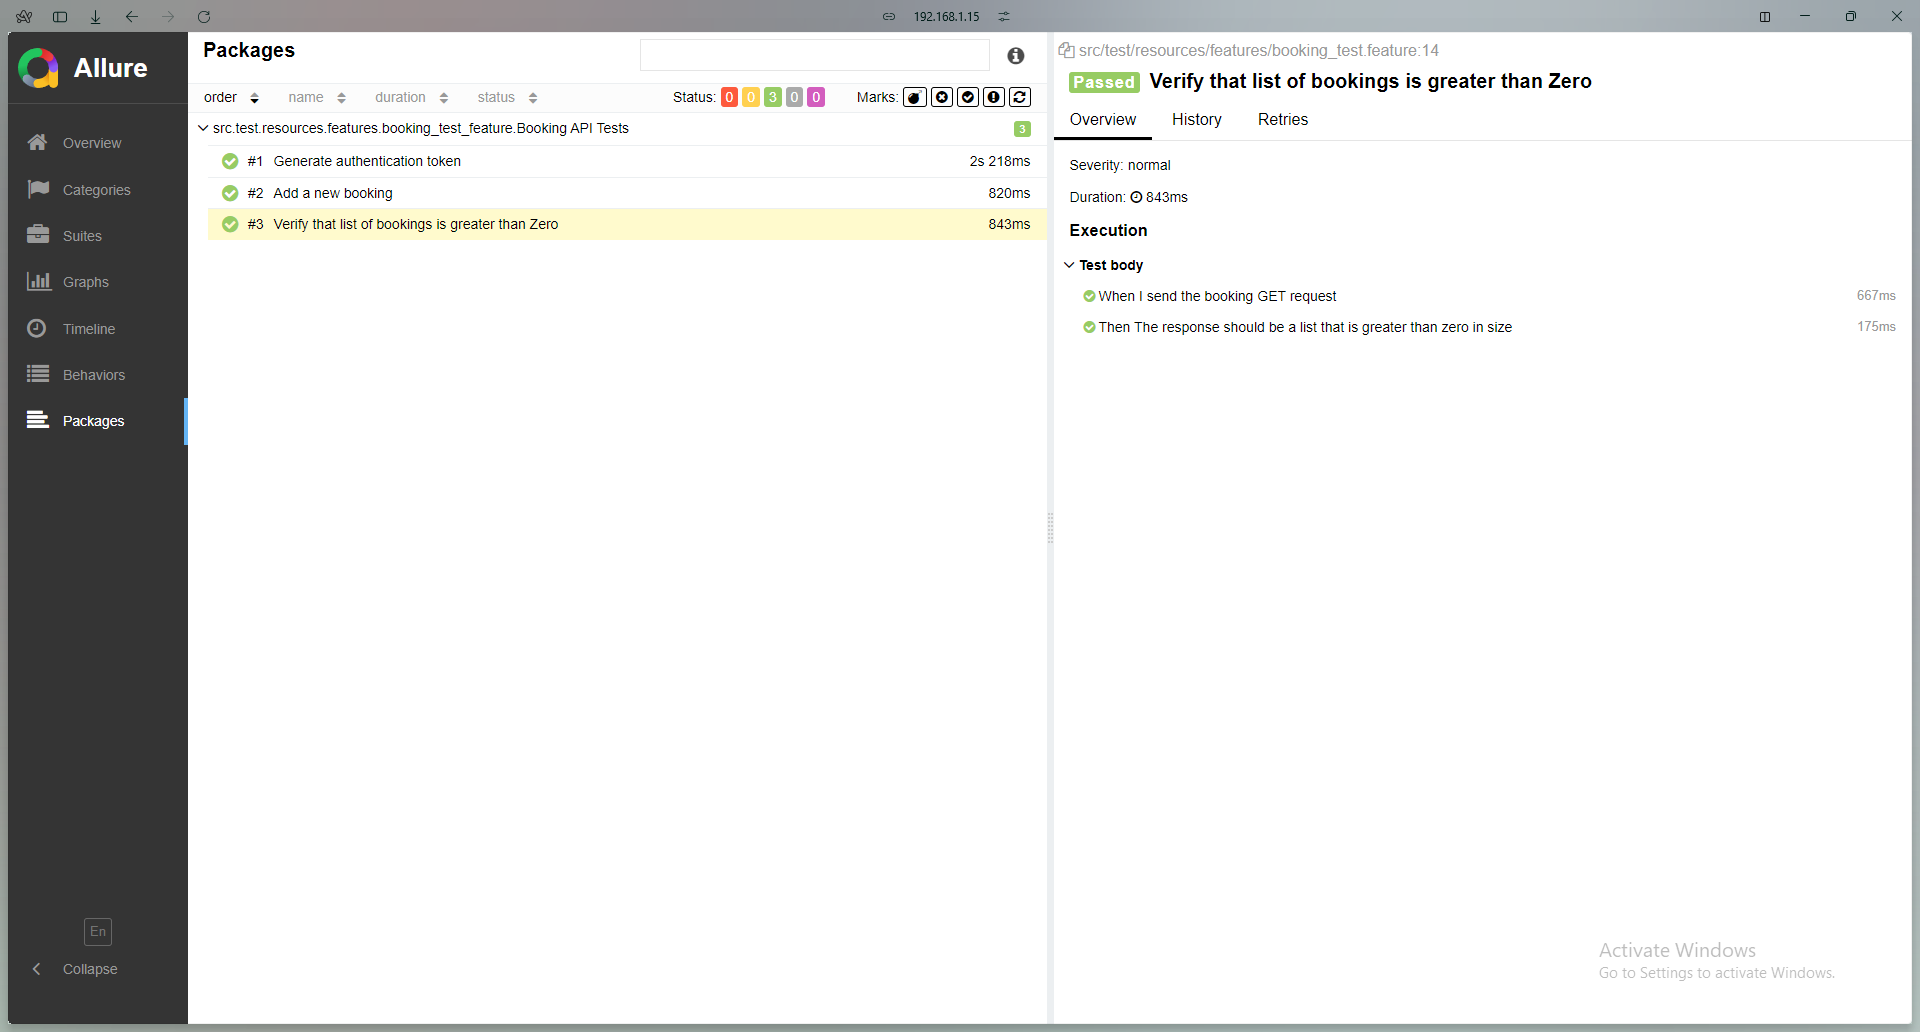 192.168.1.15
Allure
Overview
Categories
Suites
Graphs
Timeline
Behaviors
Packages
En
Collapse
Packages
order name duration status Status: 0 0 3 0 0 Marks:
src.test.resources.features.booking_test_feature.Booking API Tests 3
#1 Generate authentication token 2s 218ms
#2 Add a new booking 820ms
#3 Verify that list of bookings is greater than Zero 843ms
src/test/resources/features/booking_test.feature:14
Passed Verify that list of bookings is greater than Zero
Overview History Retries
Severity: normal
Duration: 843ms
Execution
Test body
When I send the booking GET request 667ms
Then The response should be a list that is greater than zero in size 175ms
Activate Windows
Go to Settings to activate Windows.